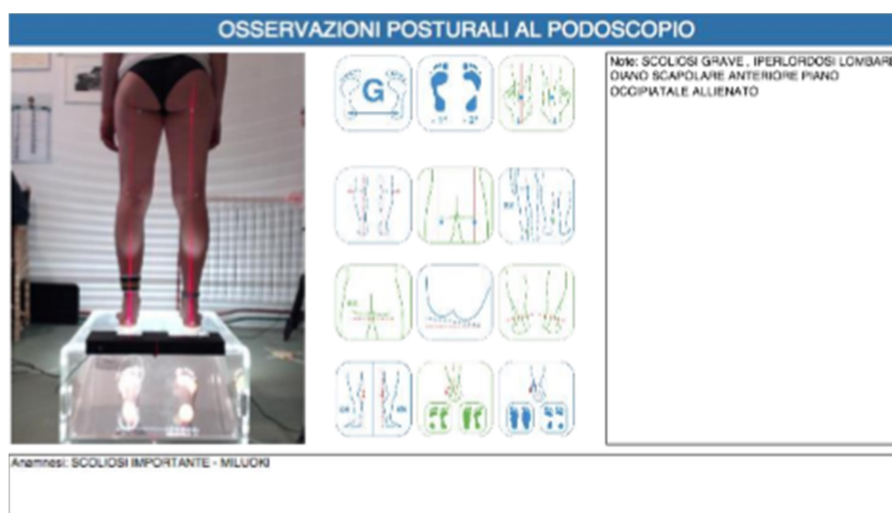 OSSERVAZIONI POSTURALI AL PODOSCOPIO
Note: SCOLIOSI GRAVE , IPERLORDOSI LOMBARE
DIANO SCAPOLARE ANTERIORE PIANO
OCCIPIATALE ALLIENATO
G
Anamnesi: SCOLIOSI IMPORTANTE - MILUOKI